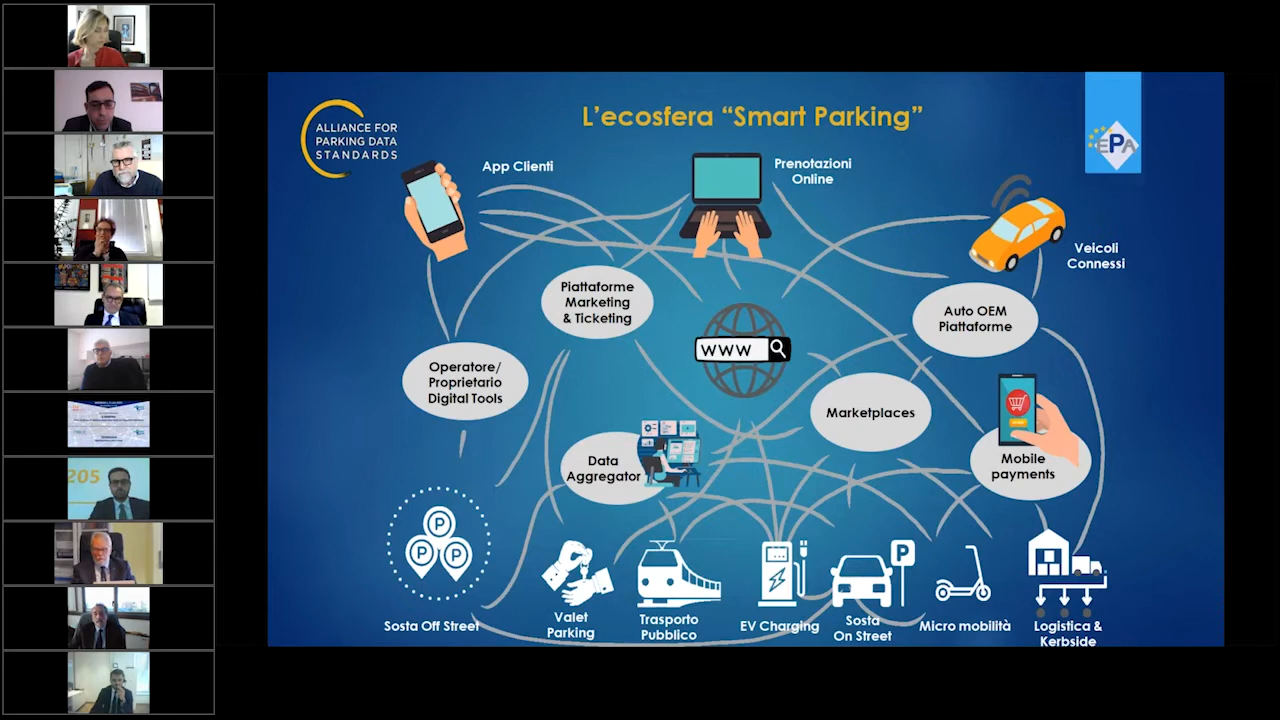 L'ecosfera “Smart Parking”
ALLIANCE FOR
PARKING DATA
STANDARDS
EPA
App Clienti
Prenotazioni
Online
Veicoli
Connessi
Piattaforme
Marketing
& Ticketing
Auto OEM
Piattaforme
www
Operatore/
Proprietario
Digital Tools
Marketplaces
Data
Aggregator
Mobile
payments
P
P
P
P
Sosta Off Street
Valet
Parking
Trasporto
Pubblico
EV Charging
Sosta
On Street
Micro mobilità
Logistica &
Kerbside
205